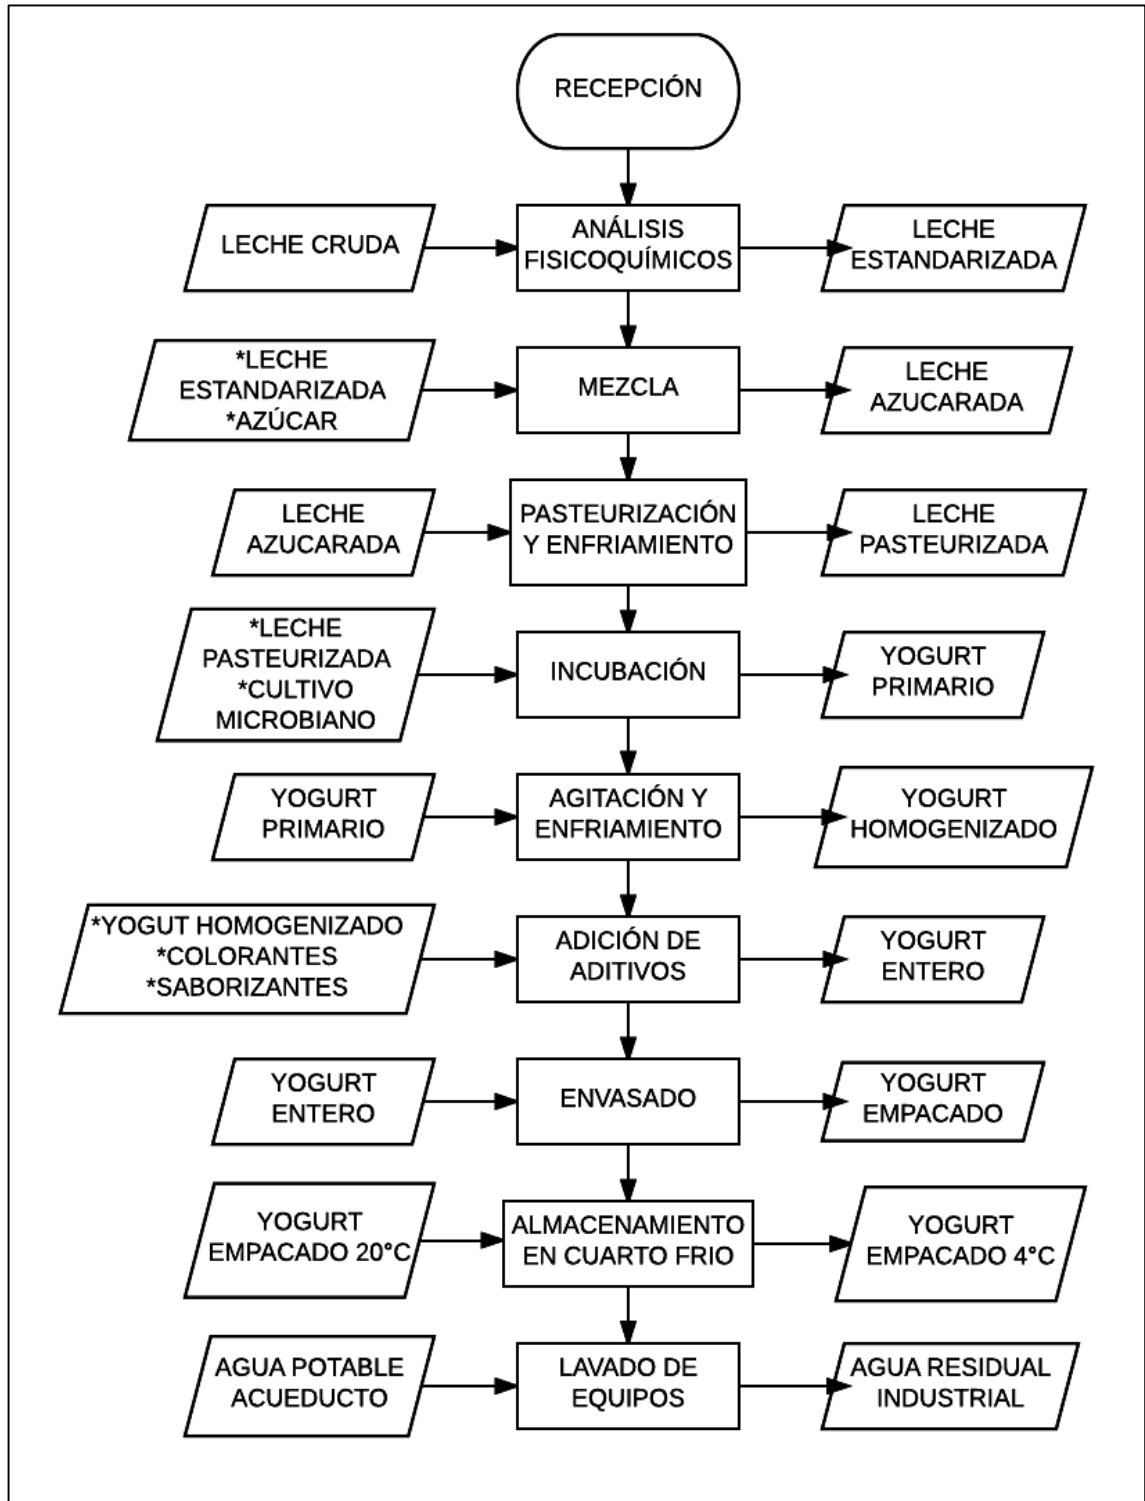 RECEPCIÓN
LECHE CRUDA
ANÁLISIS
FISICOQUÍMICOS
LECHE
ESTANDARIZADA
*LECHE
ESTANDARIZADA
*AZÚCAR
MEZCLA
LECHE
AZUCARADA
LECHE
AZUCARADA
PASTEURIZACIÓN
Y ENFRIAMIENTO
LECHE
PASTEURIZADA
*LECHE
PASTEURIZADA
*CULTIVO
MICROBIANO
INCUBACIÓN
YOGURT
PRIMARIO
YOGURT
PRIMARIO
AGITACIÓN Y
ENFRIAMIENTO
YOGURT
HOMOGENIZADO
*YOGUT HOMOGENIZADO
*COLORANTES
*SABORIZANTES
ADICIÓN DE
ADITIVOS
YOGURT
ENTERO
YOGURT
ENTERO
ENVASADO
YOGURT
EMPACADO
YOGURT
EMPACADO 20°C
ALMACENAMIENTO
EN CUARTO FRIO
YOGURT
EMPACADO 4°C
AGUA POTABLE
ACUEDUCTO
LAVADO DE
EQUIPOS
AGUA RESIDUAL
INDUSTRIAL